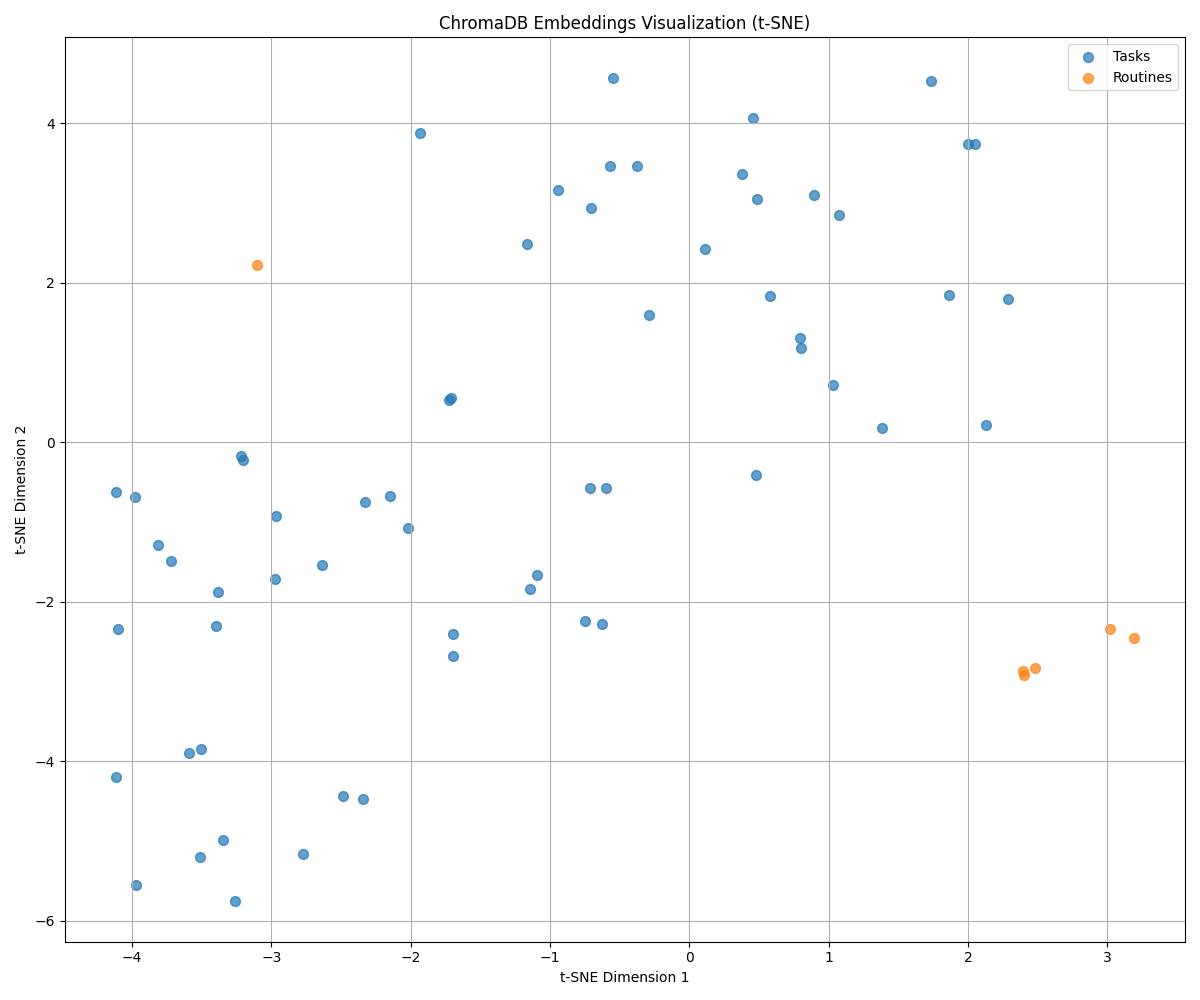 ChromaDB Embeddings Visualization (t-SNE)
Tasks
Routines
4
2
0
−2
−4
−6
t-SNE Dimension 2
−4 −3 −2 −1 0 1 2 3
t-SNE Dimension 1